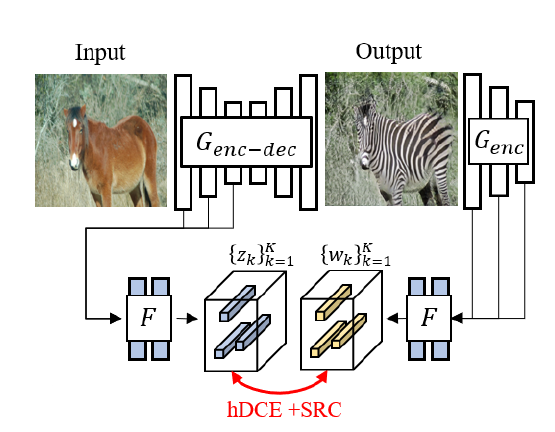 Input
Output
G_{enc-dec}
G_{enc}
{z_k}_{k=1}^K
{w_k}_{k=1}^K
F
F
hDCE +SRC